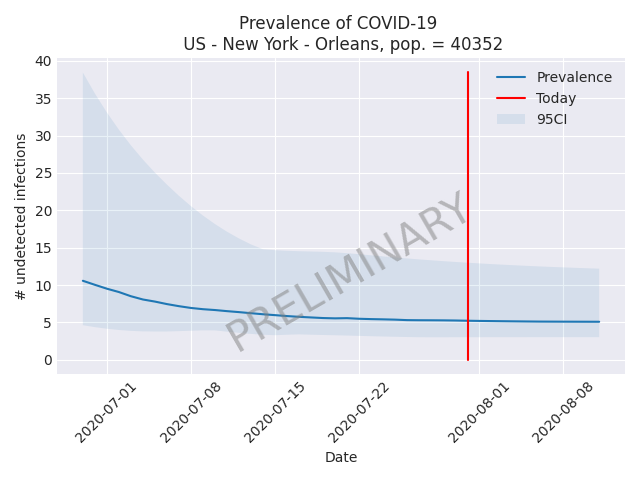 Prevalence of COVID-19
US - New York - Orleans, pop. = 40352
40
35
30
25
20
15
10
5
0
# undetected infections
Prevalence
Today
95CI
PRELIMINARY
2020-07-01
2020-07-08
2020-07-15
2020-07-22
2020-08-01
2020-08-08
Date